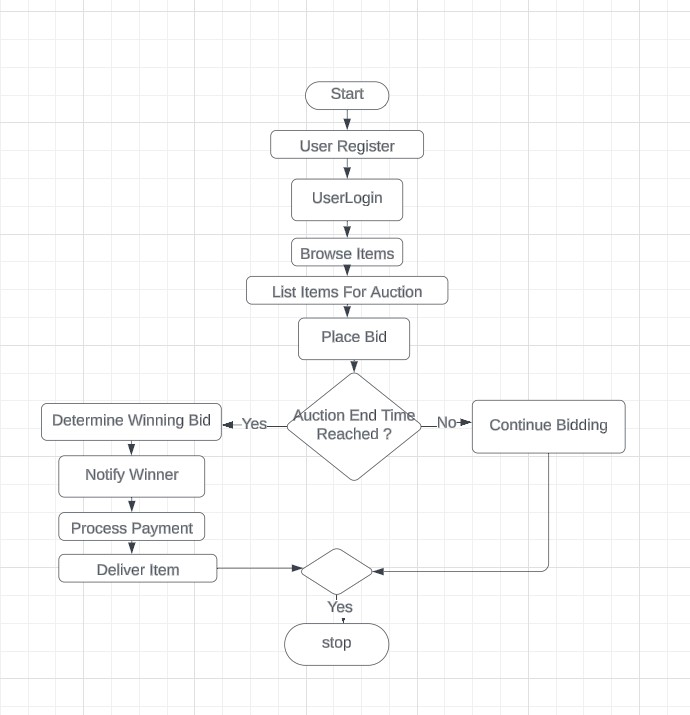 Start
User Register
UserLogin
Browse Items
List Items For Auction
Place Bid
Auction End Time
Reached ?
Yes
No
Determine Winning Bid
Continue Bidding
Notify Winner
Process Payment
Deliver Item
Yes
stop